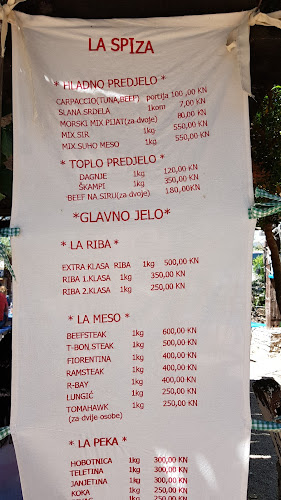 LA SPIZA
* HLADNO PREDJELO *
CARPACCIO(TUNA,BEEF) portija 100 ,00 KN
SLANA SRDELA 1kom 7,00 KN
MORSKI MIX PIJAT(za dvoje) 80,00 KN
MIX.SIR 1kg 550,00 KN
MIX.SUHO MESO 1kg 550,00 KN
* TOPLO PREDJELO *
DAGNJE 1kg 120,00 KN
ŠKAMPI 1kg 350,00 KN
BEEF NA.SIRU(za dvoje) 180,00KN
*GLAVNO JELO*
* LA RIBA *
EXTRA KLASA RIBA 1kg 500,00 KN
RIBA 1.KLASA 1kg 350,00 KN
RIBA 2.KLASA 1kg 250,00 KN
* LA MESO *
BEEFSTEAK 1kg 600,00 KN
T-BON,STEAK 1kg 500,00 KN
FIORENTINA 1kg 400,00 KN
RAMSTEAK 1kg 400,00 KN
R-BAY 1kg 400,00 KN
LUNGIĆ 1kg 250,00 KN
TOMAHAWK 1kg 250,00 KN
(za dvije osobe)
* LA PEKA *
HOBOTNICA 1kg 300,00 KN
TELETINA 1kg 300,00 KN
JANJETINA 1kg 300,00 KN
KOKA 1kg 250,00 KN